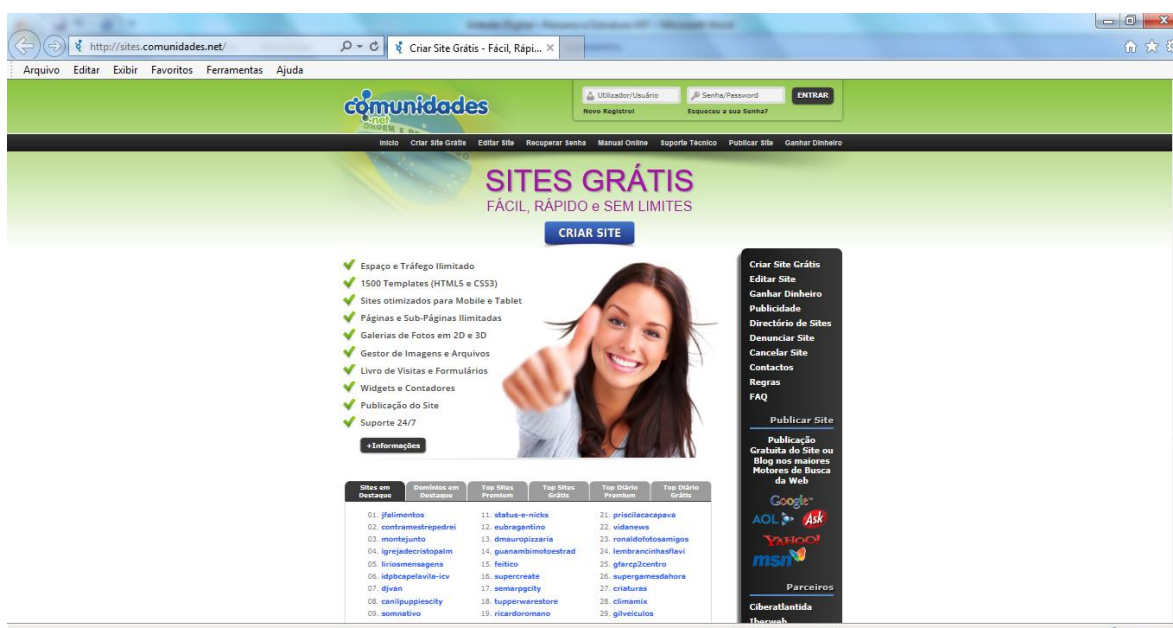 http://sites.comunidades.net/
Criar Site Grátis - Fácil, Rápi...
Arquivo Editar Exibir Favoritos Ferramentas Ajuda
comunidades
.net
ORDEM E
Utilizador/Usuário
Senha/Password
ENTRAR
Novo Registro!
Esqueceu a sua Senha?
Inicio Criar Site Grátis Editar Site Recuperar Senha Manual Online Suporte Tecnico Publicar Site Ganhar Dinheiro
SITES GRÁTIS
FÁCIL, RÁPIDO e SEM LIMITES
CRIAR SITE
Espaço e Tráfego Ilimitado
1500 Templates (HTML5 e CSS3)
Sites otimizados para Mobile e Tablet
Páginas e Sub-Páginas Ilimitadas
Galerias de Fotos em 2D e 3D
Gestor de Imagens e Arquivos
Livro de Visitas e Formulários
Widgets e Contadores
Publicação do Site
Suporte 24/7
+Informações
Sites em Destaque
Domínios em Destaque
Top Sites Premium
Top Sites Grátis
Top Diário Premium
Top Diário Grátis
01. jfalimentos
02. contramestrepedrei
03. montejunto
04. igrejadecristopalm
05. liriosmensagens
06. idpbcapelavila-icv
07. djvan
08. canilpuppiescity
09. somnativo
11. status-e-nicks
12. eubragantino
13. dmauropizzaria
14. guanambimotoestrad
15. feitico
16. supercreate
17. semarpgcity
18. tupperwarestore
19. ricardoromano
21. priscilacacapava
22. vidanews
23. ronaldofotosamigos
24. lembrancinhasflavi
25. gfarcp2centro
26. supergamesdahora
27. criaturas
28. climamix
29. gilveiculos
Criar Site Grátis
Editar Site
Ganhar Dinheiro
Publicidade
Directório de Sites
Denunciar Site
Cancelar Site
Contactos
Regras
FAQ
Publicar Site
Publicação
Gratuita do Site ou
Blog nos maiores
Motores de Busca
da Web
Google
AOL
Ask
YAHOO!
msn
Parceiros
Ciberatlantida
Iberweb